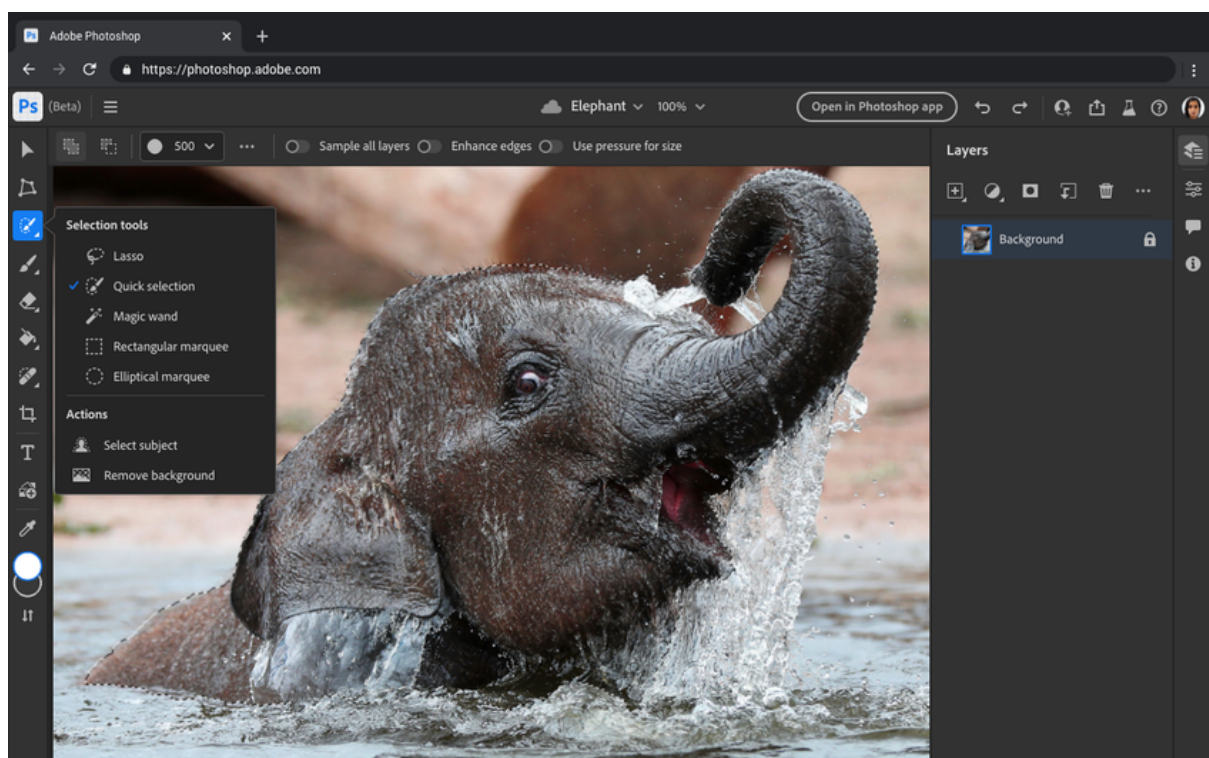 Ps Adobe Photoshop
https://photoshop.adobe.com
Ps (Beta) Elephant 100% Open in Photoshop app
500 Sample all layers Enhance edges Use pressure for size
Layers
Background
Selection tools
Lasso
Quick selection
Magic wand
Rectangular marquee
Elliptical marquee
Actions
Select subject
Remove background
T